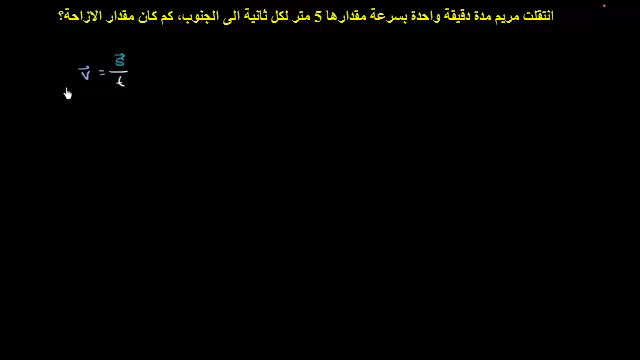 انتقلت مريم مدة دقيقة واحدة بسرعة مقدارها 5 متر لكل ثانية الى الجنوب، كم كان مقدار الازاحة؟
v⃗ = s⃗ / t